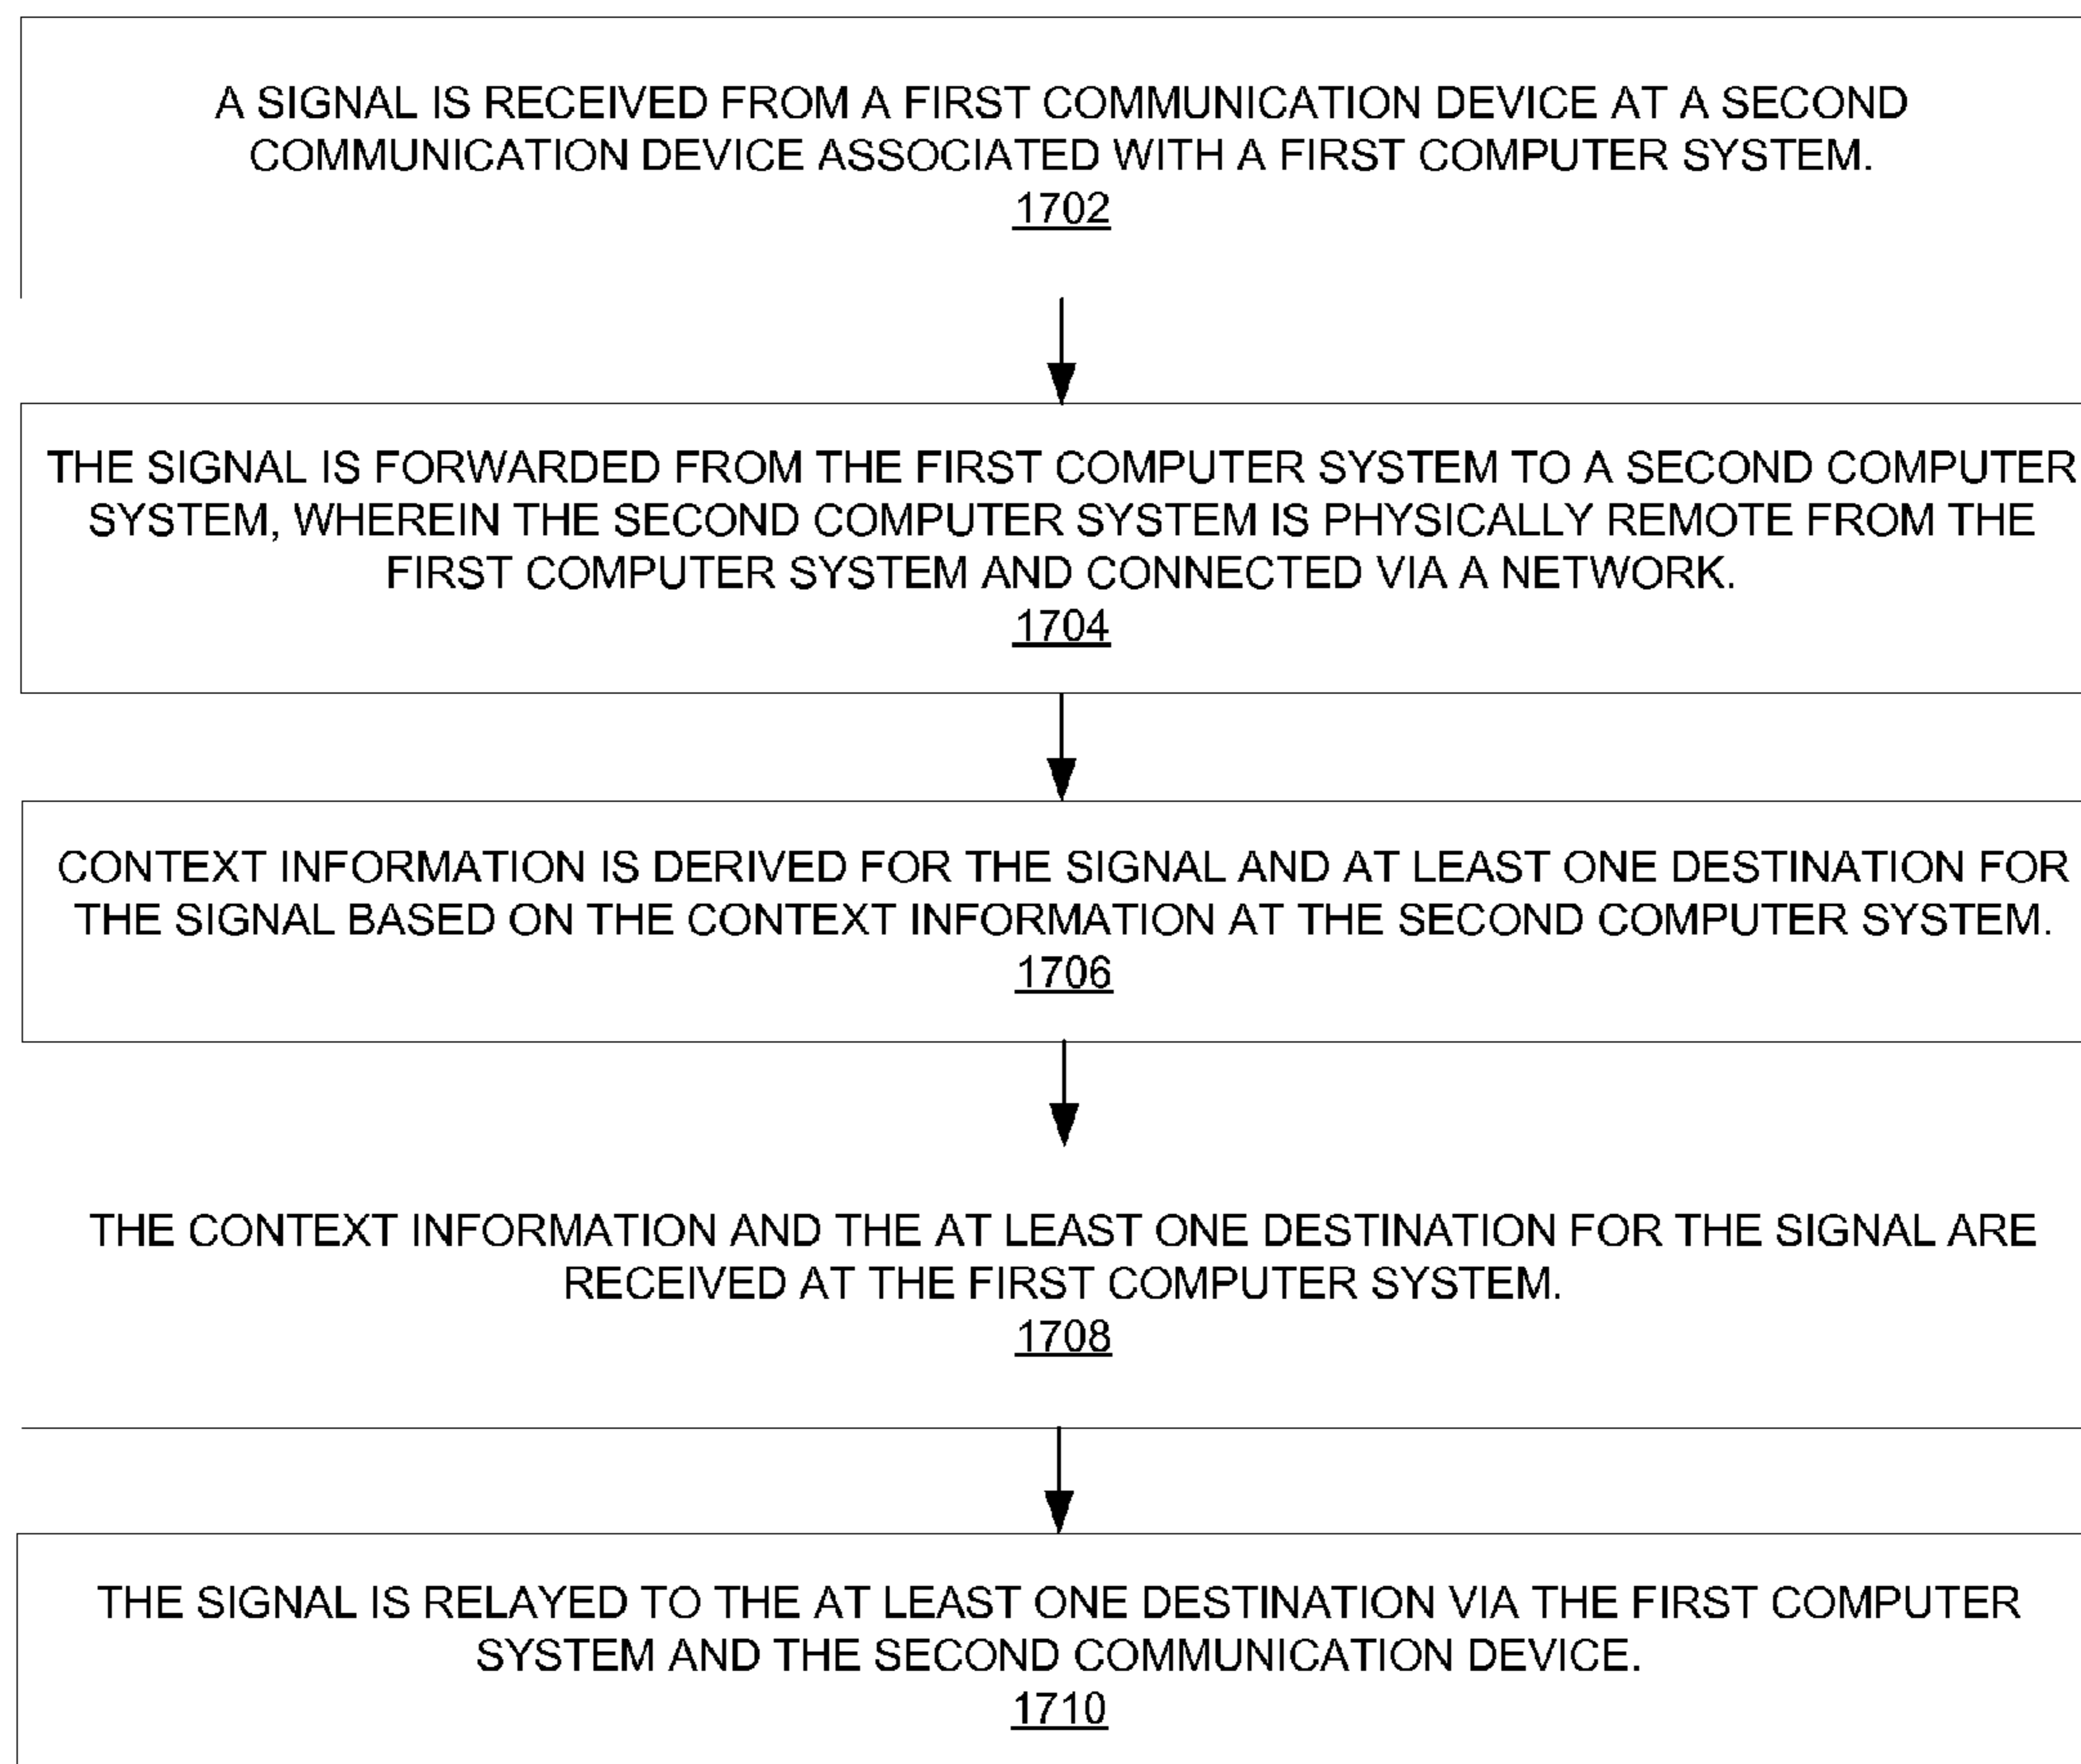 A SIGNAL IS RECEIVED FROM A FIRST COMMUNICATION DEVICE AT A SECOND
COMMUNICATION DEVICE ASSOCIATED WITH A FIRST COMPUTER SYSTEM.
1702
THE SIGNAL IS FORWARDED FROM THE FIRST COMPUTER SYSTEM TO A SECOND COMPUTER
SYSTEM, WHEREIN THE SECOND COMPUTER SYSTEM IS PHYSICALLY REMOTE FROM THE
FIRST COMPUTER SYSTEM AND CONNECTED VIA A NETWORK.
1704
CONTEXT INFORMATION IS DERIVED FOR THE SIGNAL AND AT LEAST ONE DESTINATION FOR
THE SIGNAL BASED ON THE CONTEXT INFORMATION AT THE SECOND COMPUTER SYSTEM.
1706
THE CONTEXT INFORMATION AND THE AT LEAST ONE DESTINATION FOR THE SIGNAL ARE
RECEIVED AT THE FIRST COMPUTER SYSTEM.
1708
THE SIGNAL IS RELAYED TO THE AT LEAST ONE DESTINATION VIA THE FIRST COMPUTER
SYSTEM AND THE SECOND COMMUNICATION DEVICE.
1710